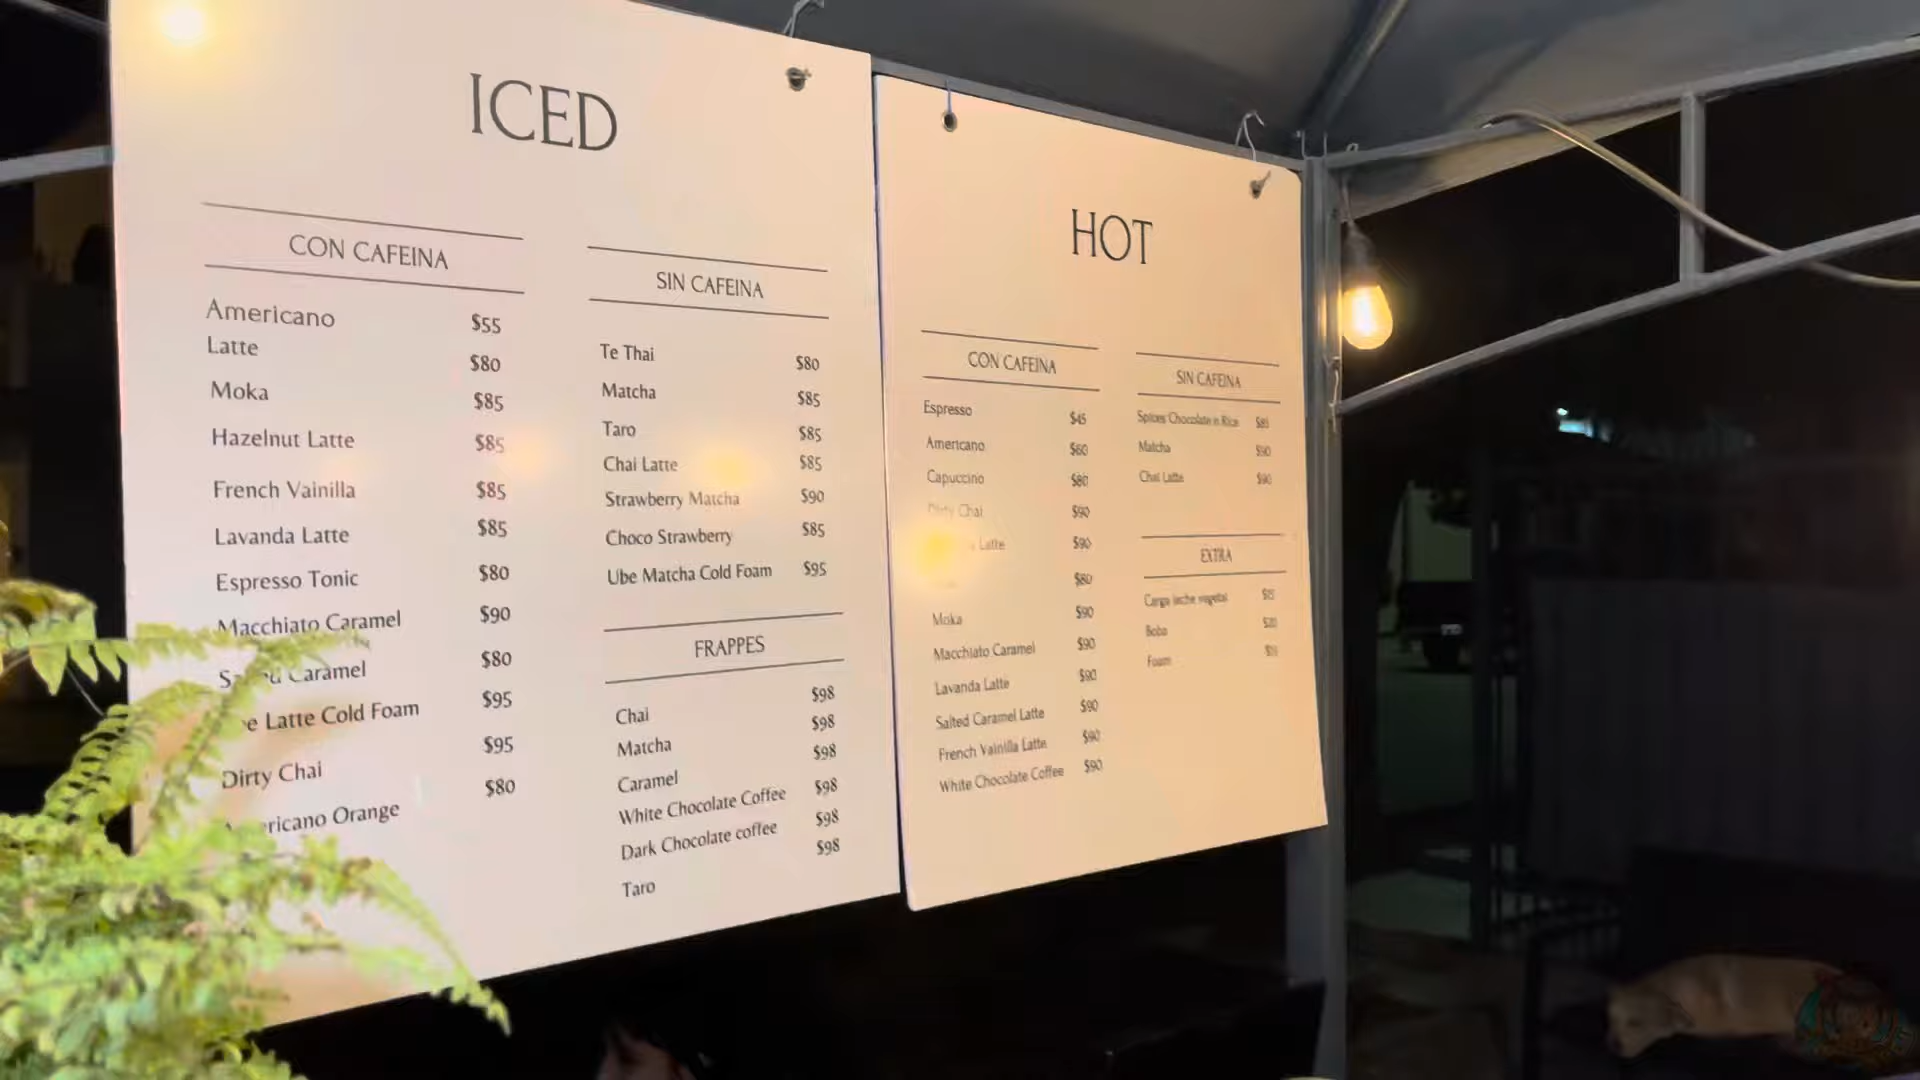 ICED
CON CAFEINA
Americano $55
Latte $80
Moka $85
Hazelnut Latte $85
French Vainilla $85
Lavanda Latte $85
Espresso Tonic $80
Macchiato Caramel $90
Caramel $80
Latte Cold Foam $95
Dirty Chai $95
Orange $80
SIN CAFEINA
Te Thai $80
Matcha $85
Taro $85
Chai Latte $85
Strawberry Matcha $90
Choco Strawberry $85
Ube Matcha Cold Foam $95
FRAPPES
Chai $98
Matcha $98
Caramel $98
White Chocolate Coffee $98
Dark Chocolate coffee $98
Taro $98
HOT
CON CAFEINA
Espresso $45
Americano $60
Capuccino $80
Dirty Chai $90
Latte $90
$80
Moka $90
Macchiato Caramel $90
Lavanda Latte $90
Salted Caramel Latte $90
French Vainilla Latte $90
White Chocolate Coffee $90
SIN CAFEINA
Spices Chocolate in Rice $85
Matcha $90
Chai Latte $90
EXTRA
leche vegetal $15
Boba $20
Foam